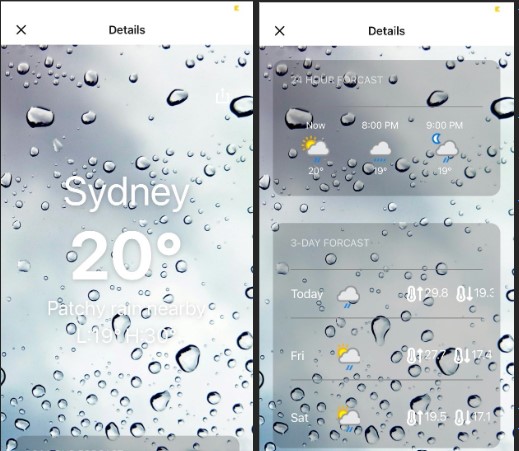 Details
Sydney
20°
Patchy rain nearby
L-19° H-30°
Details
24 HOUR FORCAST
Now
8:00 PM
9:00 PM
20°
19°
19°
3-DAY FORCAST
Today
29.8
19.3
Fri
17.4
Sat
19.5
17.1